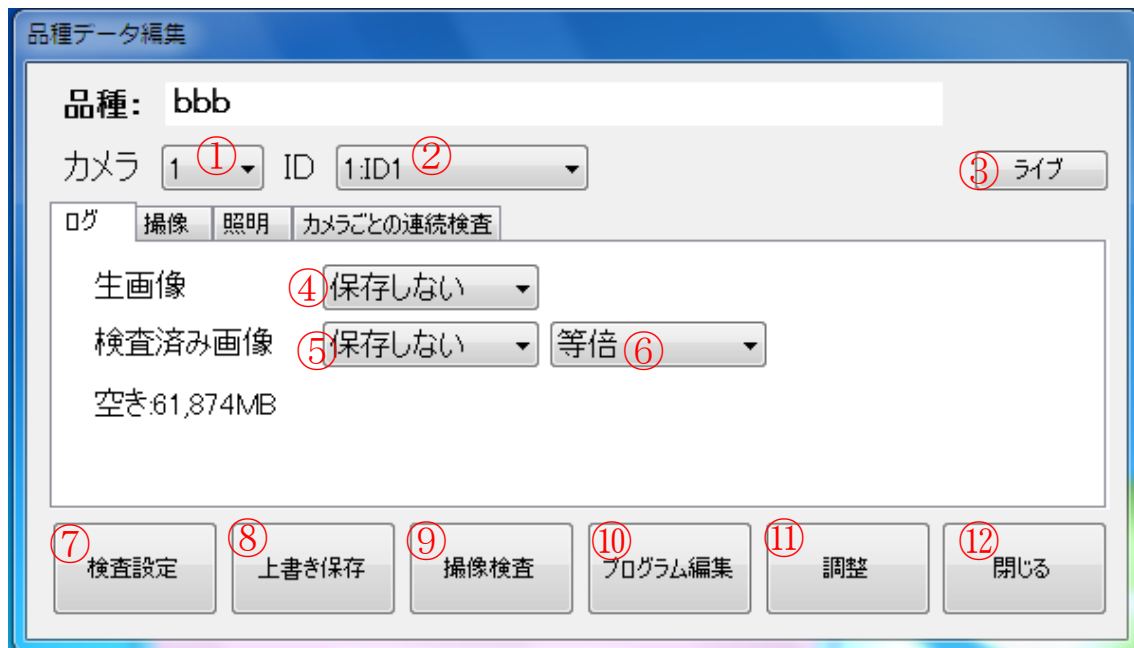 品種データ編集
品種: bbb
カメラ 1 ① ID 1:ID1 ② ③ ライブ
ログ 撮像 照明 カメラごとの連続検査
生画像 ④ 保存しない
検査済み画像 ⑤ 保存しない 等倍 ⑥
空き:61,874MB
⑦ ⑧ ⑨ ⑩ ⑪ ⑫
検査設定 上書き保存 撮像検査 プログラム編集 調整 閉じる